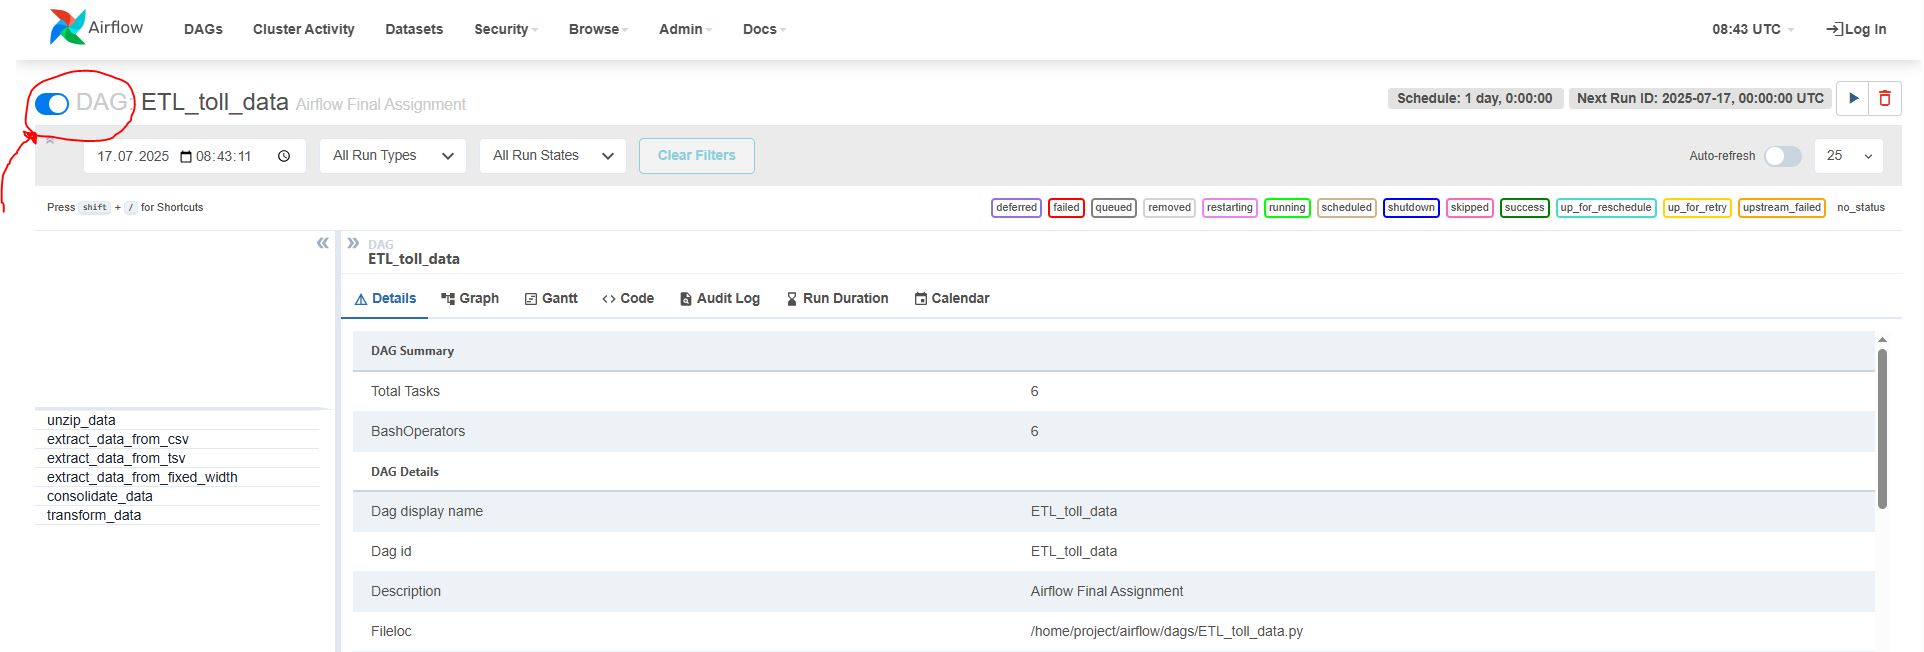 Airflow DAGs Cluster Activity Datasets Security Browse Admin Docs 08:43 UTC Log In
DAG: ETL_toll_data Airflow Final Assignment Schedule: 1 day, 0:00:00 Next Run ID: 2025-07-17, 00:00:00 UTC
17.07.2025 08:43:11 All Run Types All Run States Clear Filters Auto-refresh 25
Press shift + / for Shortcuts deferred failed queued removed restarting running scheduled shutdown skipped success up_for_reschedule up_for_retry upstream_failed no_status
DAG
ETL_toll_data
Details Graph Gantt <> Code Audit Log Run Duration Calendar
DAG Summary
Total Tasks 6
BashOperators 6
DAG Details
Dag display name ETL_toll_data
Dag id ETL_toll_data
Description Airflow Final Assignment
Fileloc /home/project/airflow/dags/ETL_toll_data.py
unzip_data
extract_data_from_csv
extract_data_from_tsv
extract_data_from_fixed_width
consolidate_data
transform_data